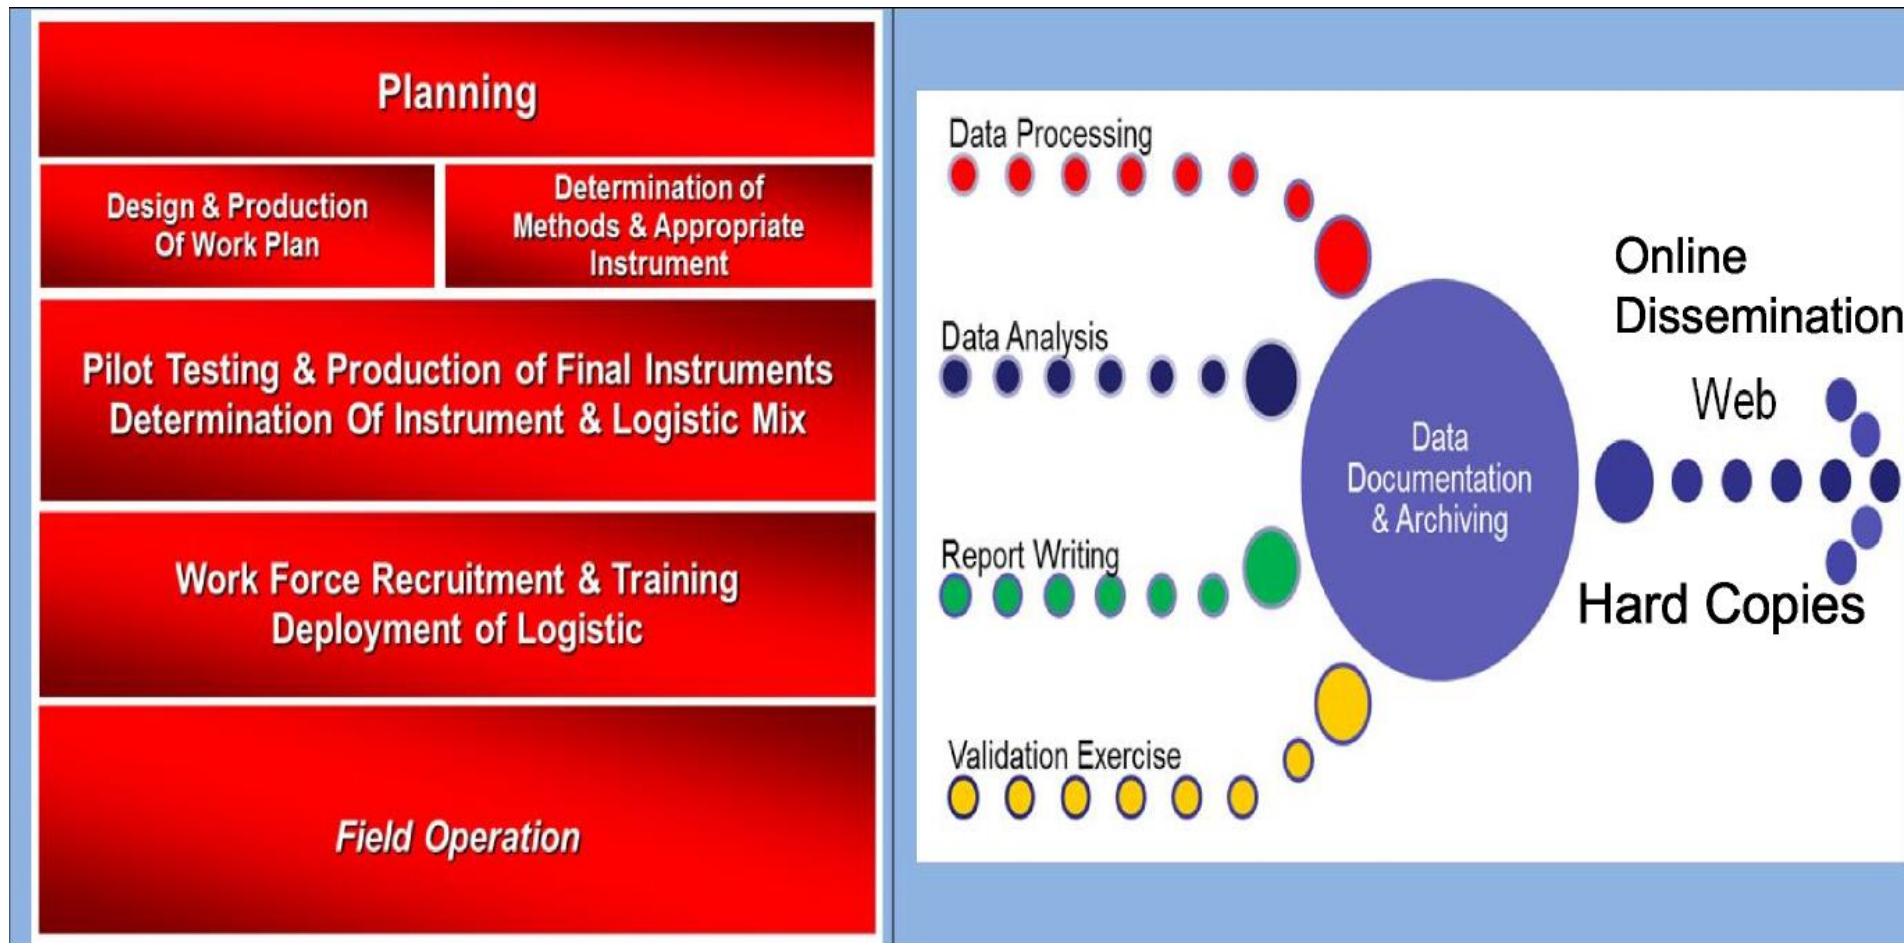 Planning
Design & Production
Of Work Plan
Determination of
Methods & Appropriate
Instrument
Pilot Testing & Production of Final Instruments
Determination Of Instrument & Logistic Mix
Work Force Recruitment & Training
Deployment of Logistic
Field Operation
Data Processing
Data Analysis
Report Writing
Validation Exercise
Data
Documentation
& Archiving
Online
Dissemination
Web
Hard Copies